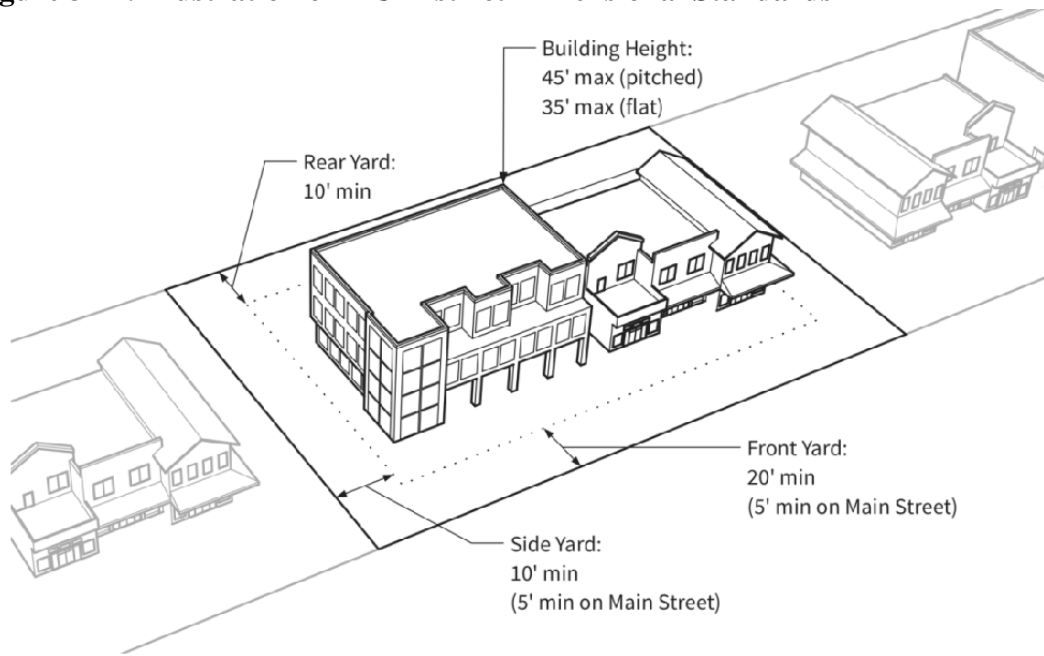 Building Height:
45' max (pitched)
35' max (flat)
Rear Yard:
10' min
Front Yard:
20' min
(5' min on Main Street)
Side Yard:
10' min
(5' min on Main Street)